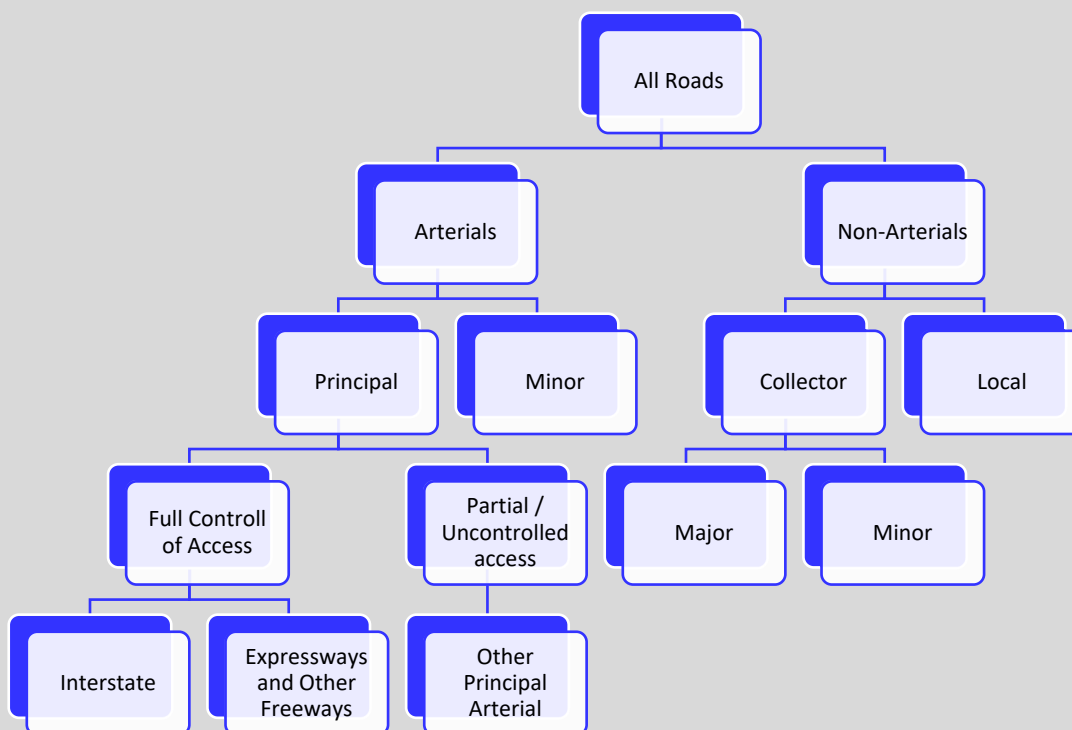 All Roads
Arterials
Non-Arterials
Principal
Minor
Collector
Local
Full Controll
of Access
Partial /
Uncontrolled
access
Major
Minor
Interstate
Expressways
and Other
Freeways
Other
Principal
Arterial